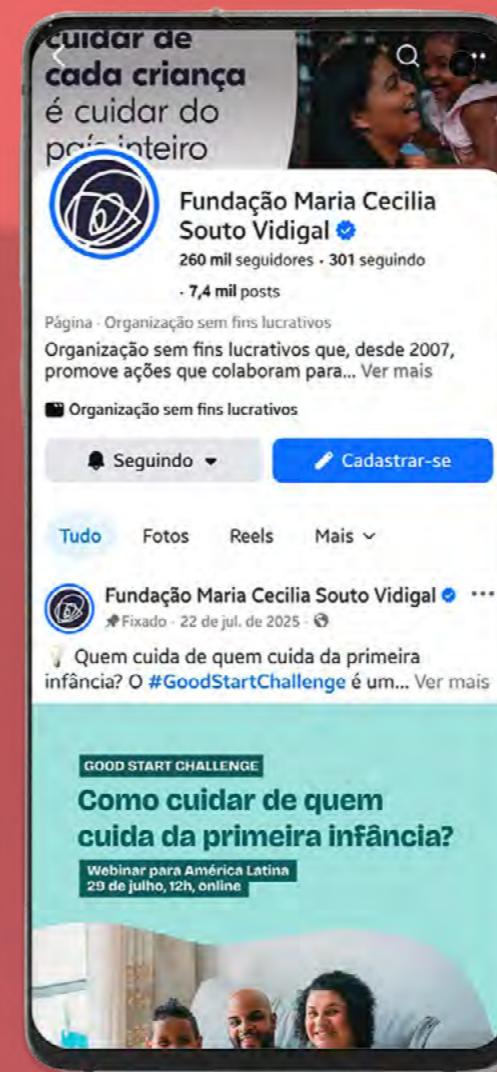 cuidar de
cada criança
é cuidar do
país inteiro
Fundação Maria Cecilia
Souto Vidigal
260 mil seguidores · 301 seguindo
· 7,4 mil posts
Página · Organização sem fins lucrativos
Organização sem fins lucrativos que, desde 2007,
promove ações que colaboram para... Ver mais
Organização sem fins lucrativos
Seguindo
Cadastrar-se
Tudo Fotos Reels Mais
Fundação Maria Cecilia Souto Vidigal
Fixado · 22 de jul. de 2025 ·
Quem cuida de quem cuida da primeira
infância? O #GoodStartChallenge é um... Ver mais
GOOD START CHALLENGE
Como cuidar de quem
cuida da primeira infância?
Webinar para América Latina
29 de julho, 12h, online